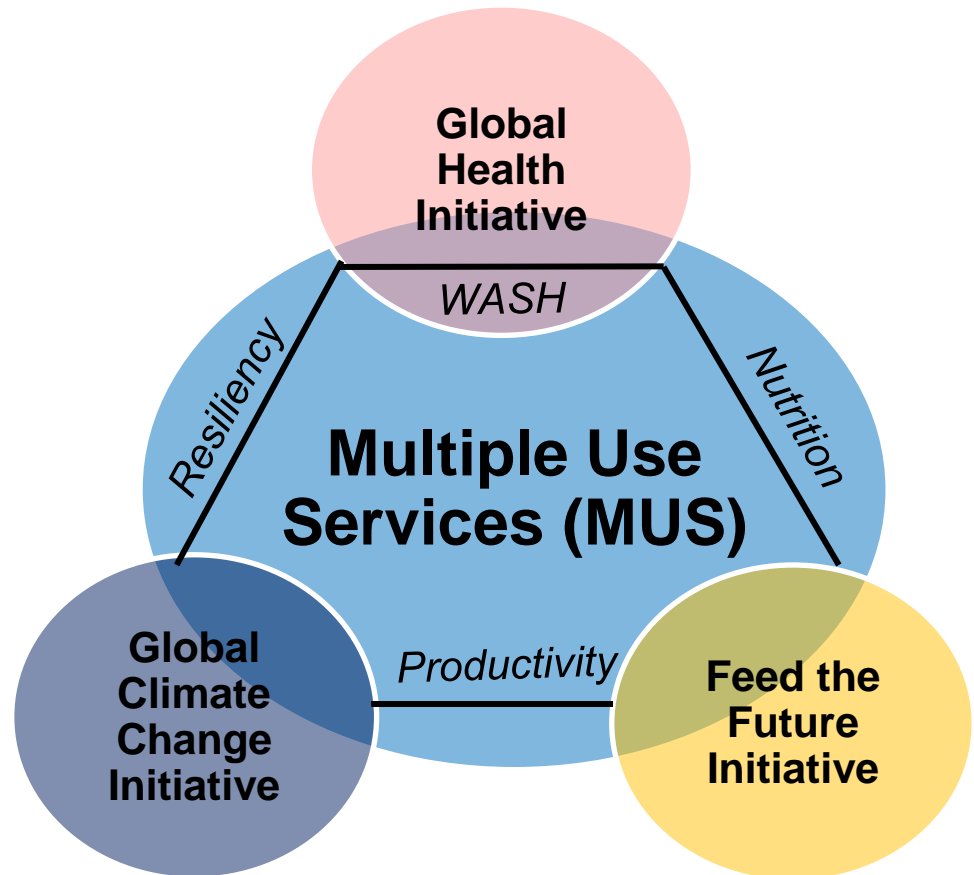 Global
Health
Initiative
WASH
Resiliency
Nutrition
Multiple Use
Services (MUS)
Productivity
Global
Climate
Change
Initiative
Feed the
Future
Initiative